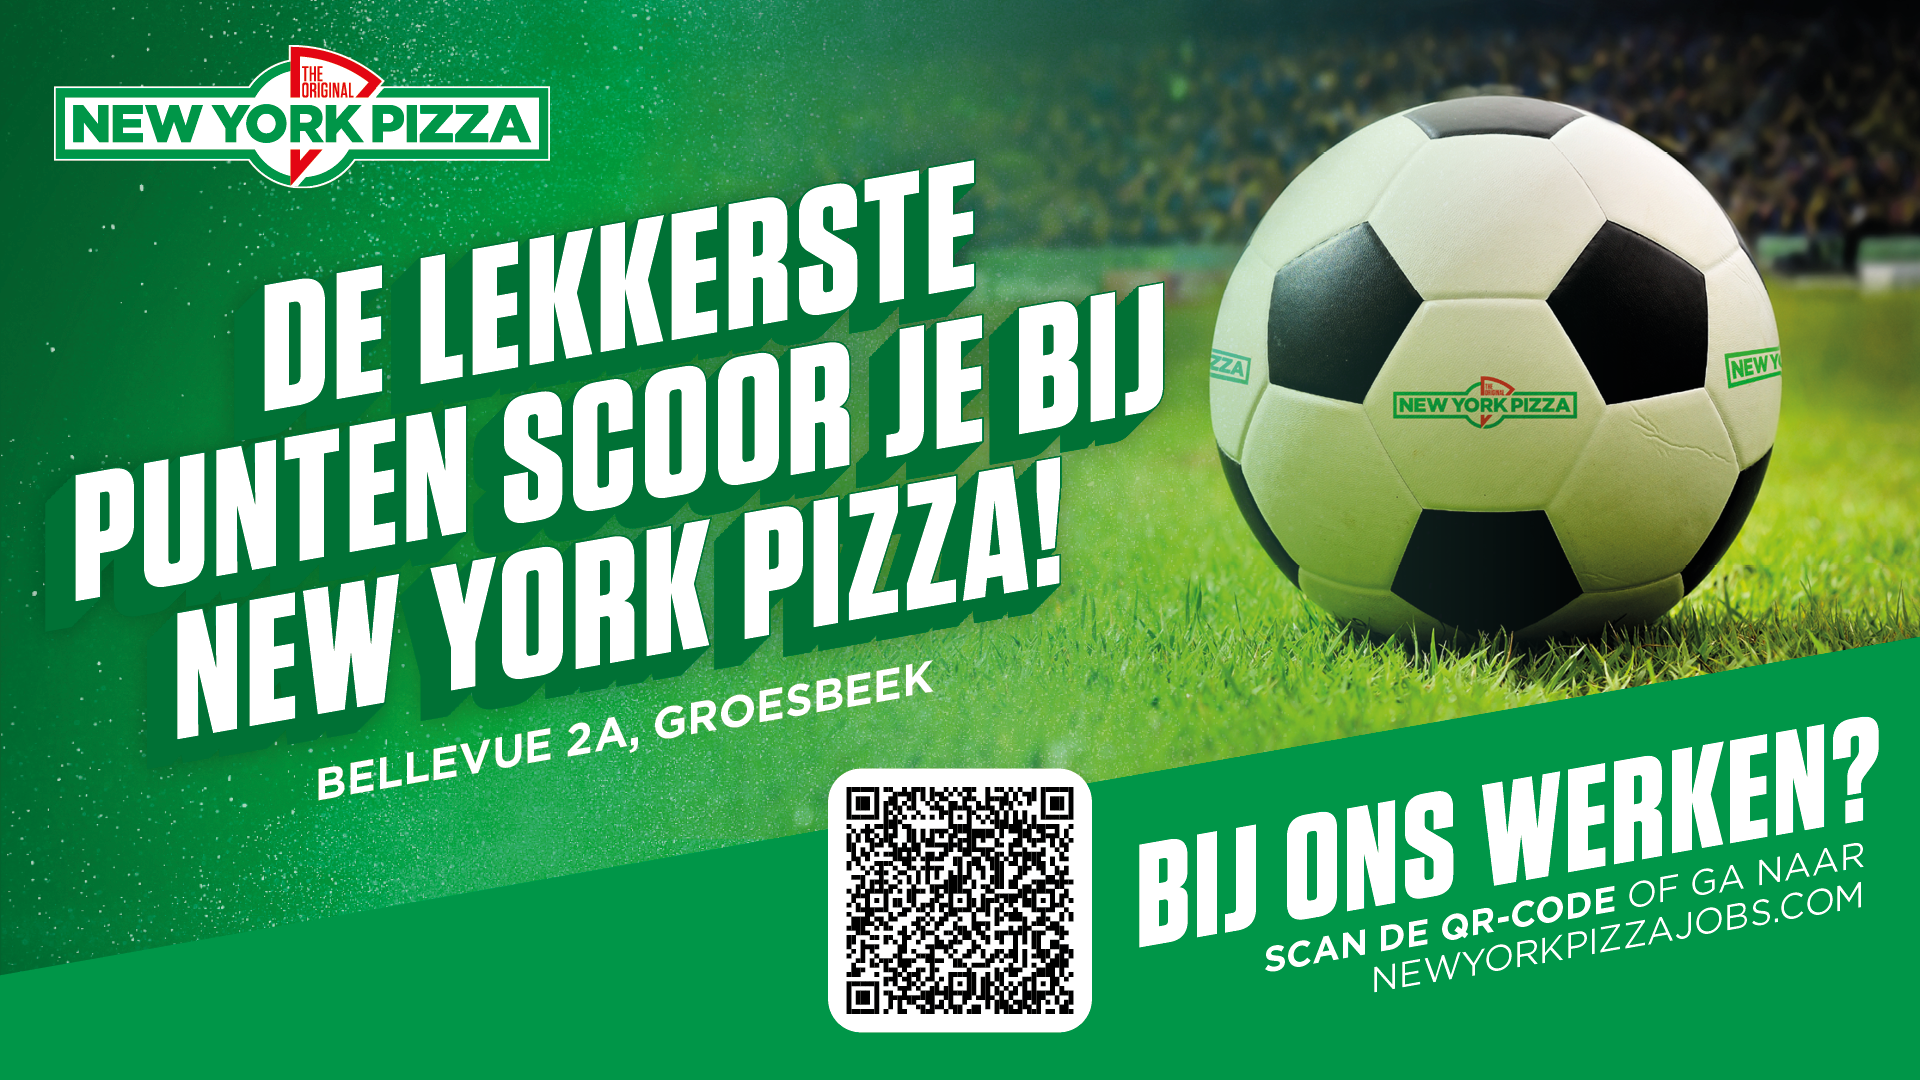 THE
ORIGINAL
NEW YORK PIZZA
DE LEKKERSTE
PUNTEN SCOOR JE BIJ
NEW YORK PIZZA!
BELLEVUE 2A, GROESBEEK
ZZA
THE
ORIGINAL
NEW YORK PIZZA
NEW Y
BIJ ONS WERKEN?
SCAN DE QR-CODE OF GA NAAR
NEWYORKPIZZAJOBS.COM